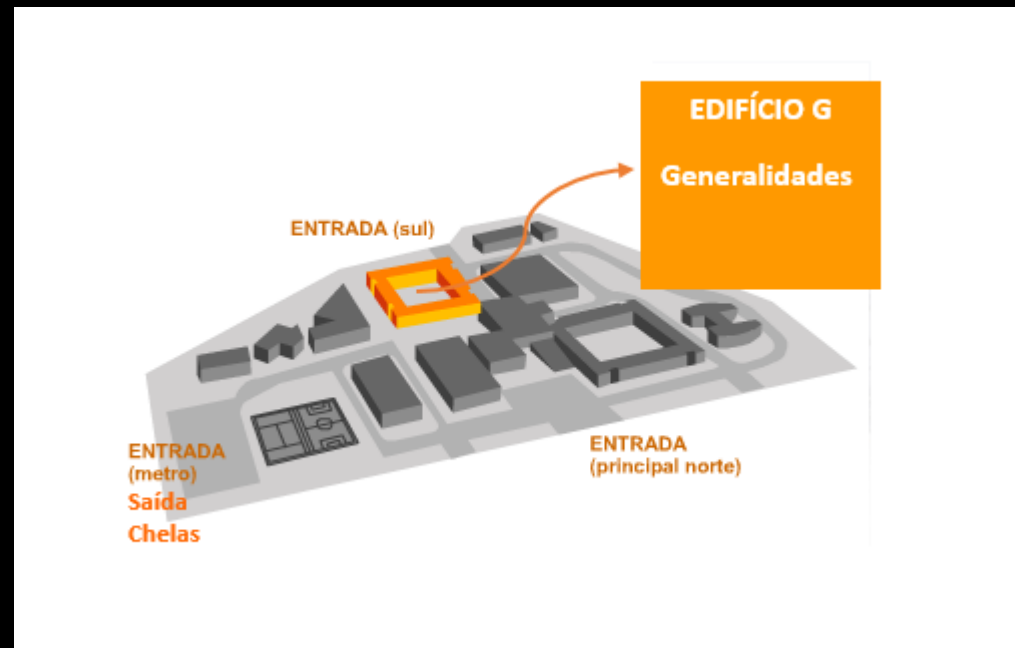 EDIFÍCIO G
Generalidades
ENTRADA (sul)
ENTRADA
(metro)
Saída
Chelas
ENTRADA
(principal norte)